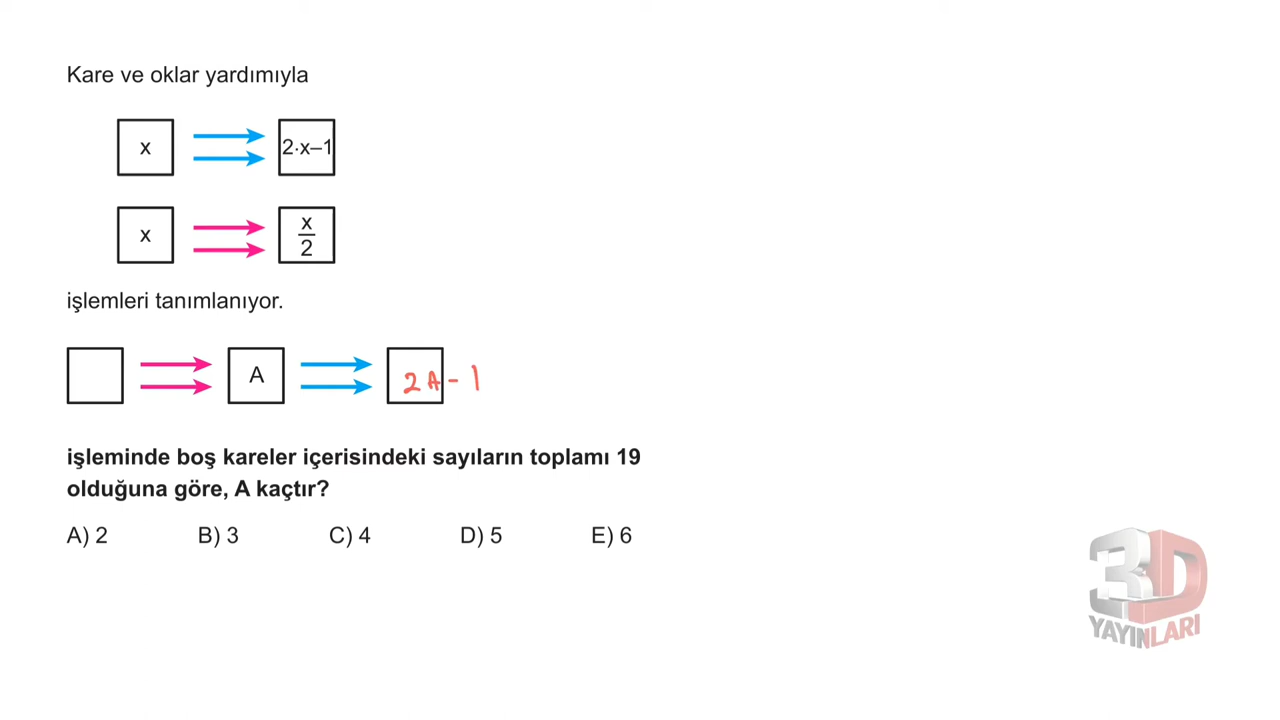 Kare ve oklar yardımıyla
x 2·x–1
x x/2
işlemleri tanımlanıyor.
A 2A-1
işleminde boş kareler içerisindeki sayıların toplamı 19
olduğuna göre, A kaçtır?
A) 2 B) 3 C) 4 D) 5 E) 6
3D
YAYINLARI